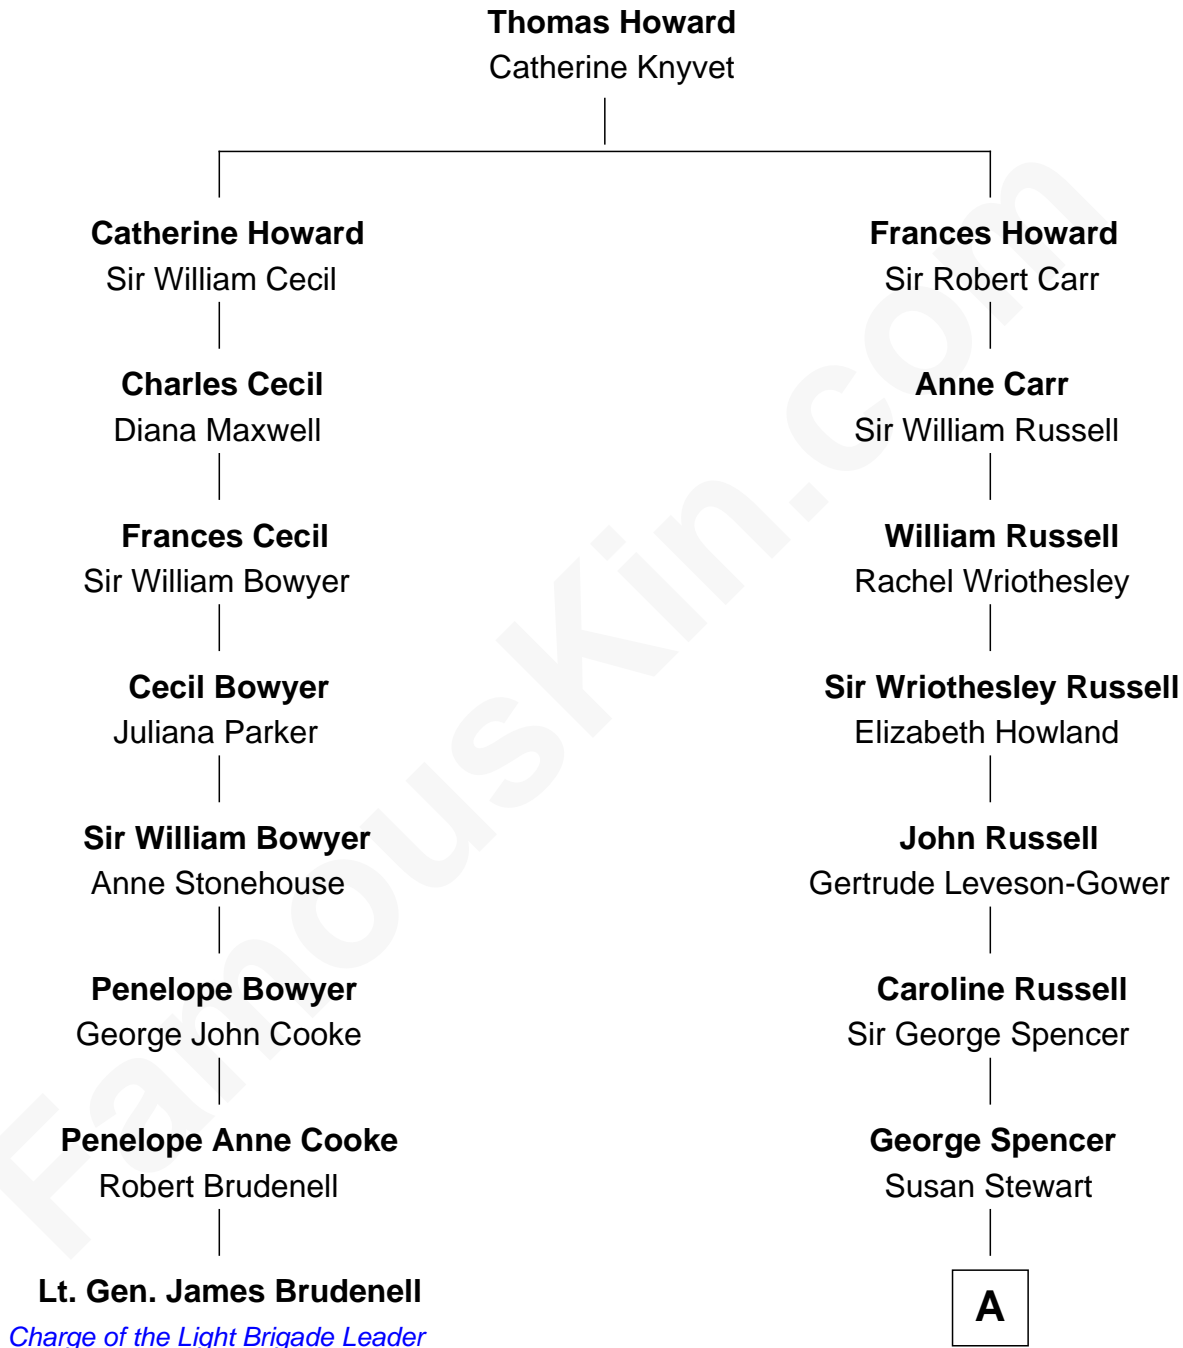 Thomas Howard
Catherine Knyvet
Catherine Howard
Sir William Cecil
Frances Howard
Sir Robert Carr
Charles Cecil
Diana Maxwell
Anne Carr
Sir William Russell
Frances Cecil
Sir William Bowyer
William Russell
Rachel Wriothesley
Cecil Bowyer
Juliana Parker
Sir Wriothesley Russell
Elizabeth Howland
Sir William Bowyer
Anne Stonehouse
John Russell
Gertrude Leveson-Gower
Penelope Bowyer
George John Cooke
Caroline Russell
Sir George Spencer
Penelope Anne Cooke
Robert Brudenell
George Spencer
Susan Stewart
Lt. Gen. James Brudenell
Charge of the Light Brigade Leader
A
FamousKin.com